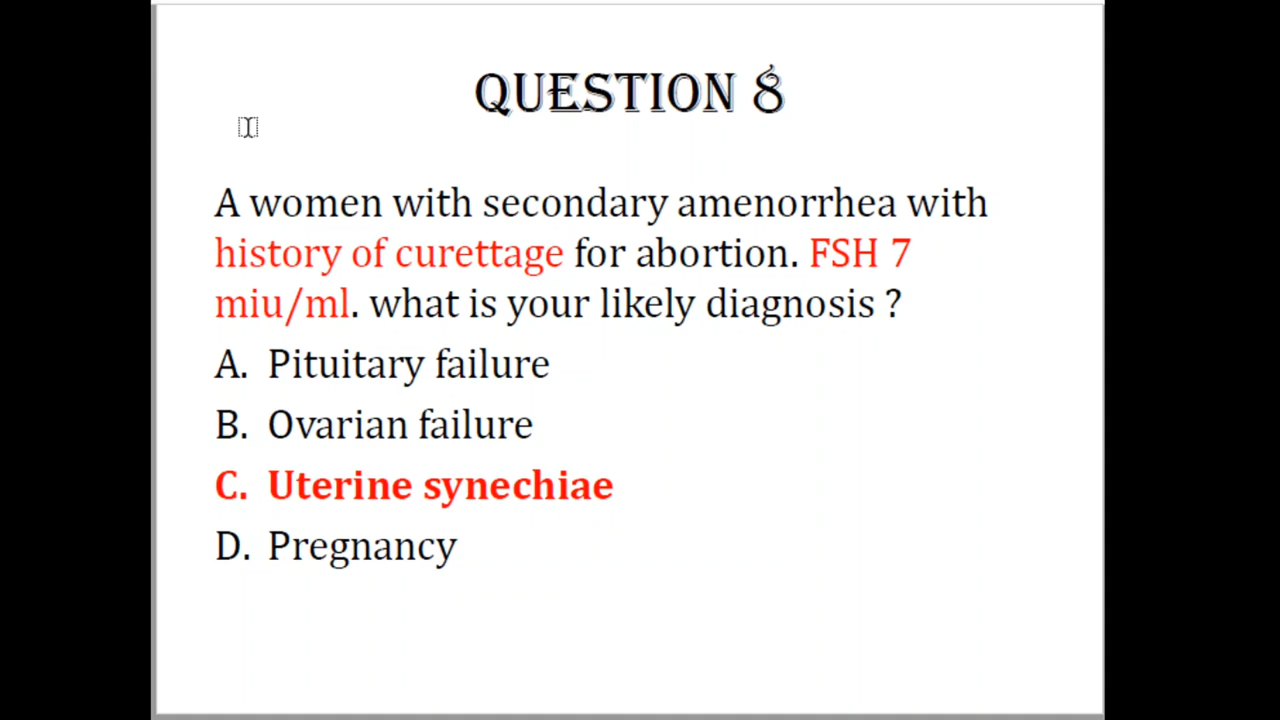 QUESTION 8
A women with secondary amenorrhea with
history of curettage for abortion. FSH 7
miu/ml. what is your likely diagnosis ?
A. Pituitary failure
B. Ovarian failure
C. Uterine synechiae
D. Pregnancy